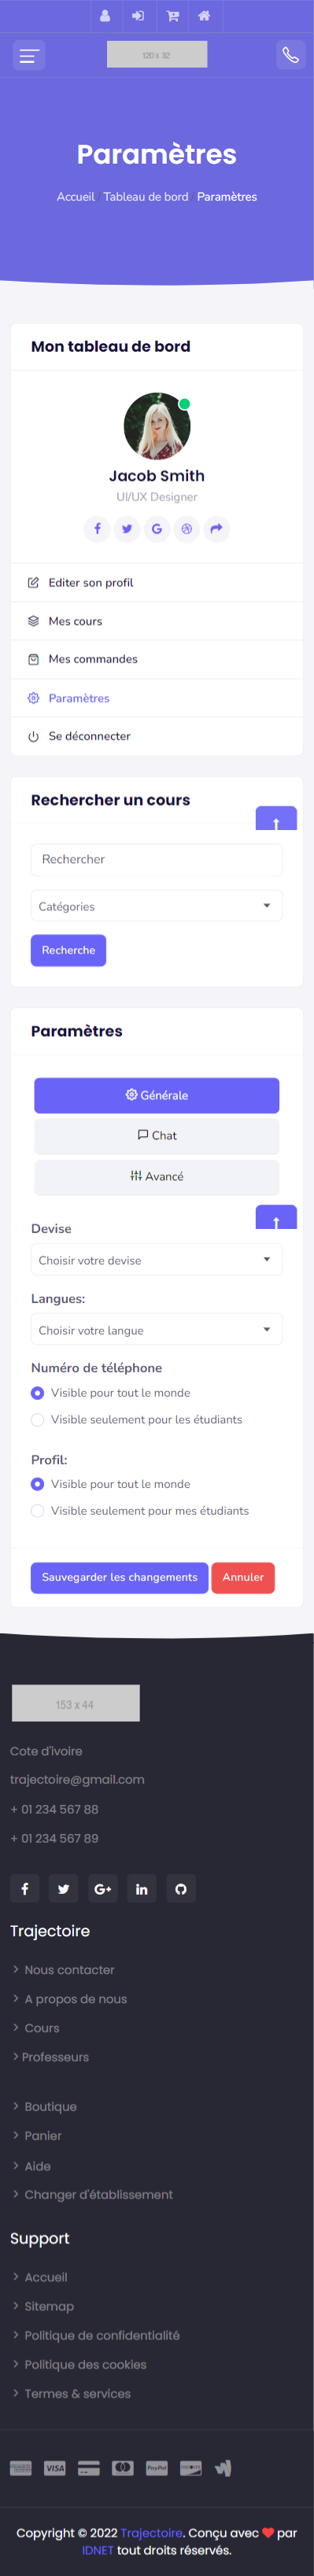 120 x 32
Paramètres
Accueil / Tableau de bord / Paramètres
Mon tableau de bord
Jacob Smith
UI/UX Designer
Editer son profil
Mes cours
Mes commandes
Paramètres
Se déconnecter
Rechercher un cours
Rechercher
Catégories
Recherche
Paramètres
Générale
Chat
Avancé
Devise
Choisir votre devise
Langues:
Choisir votre langue
Numéro de téléphone
Visible pour tout le monde
Visible seulement pour les étudiants
Profil:
Visible pour tout le monde
Visible seulement pour mes étudiants
Sauvegarder les changements Annuler
153 x 44
Cote d'ivoire
trajectoire@gmail.com
+ 01 234 567 88
+ 01 234 567 89
Trajectoire
Nous contacter
A propos de nous
Cours
Professeurs
Boutique
Panier
Aide
Changer d'établissement
Support
Accueil
Sitemap
Politique de confidentialité
Politique des cookies
Termes & services
VISA PayPal
Copyright © 2022 Trajectoire. Conçu avec ❤ par
IDNET tout droits réservés.